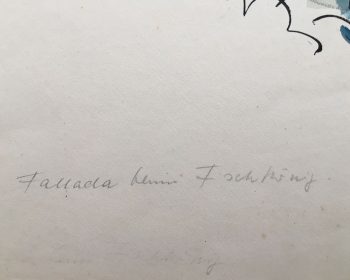 Fallada beim Fischkönig.